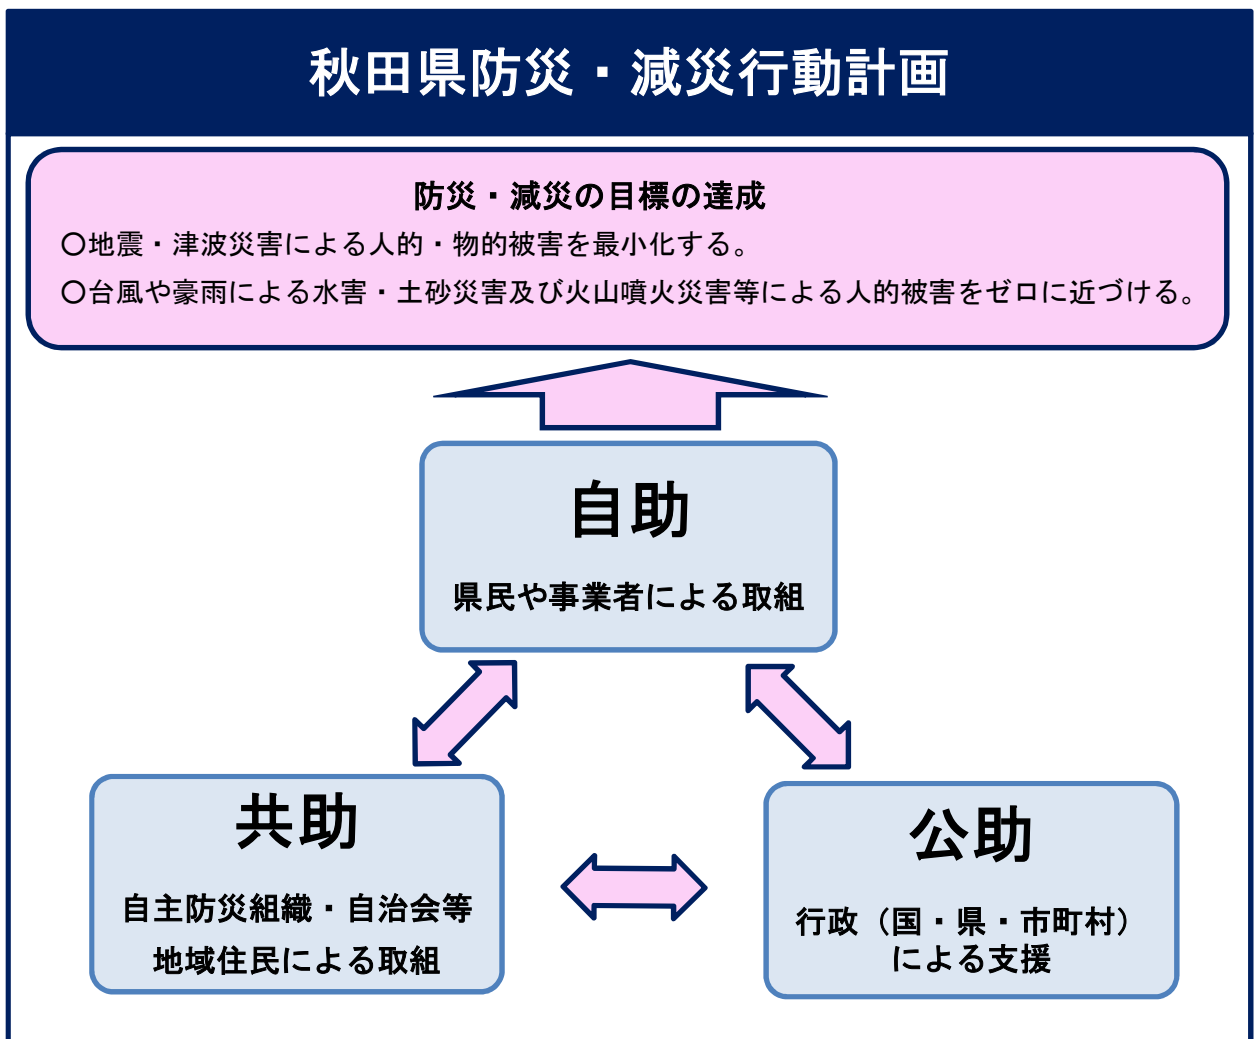 秋田県防災・減災行動計画
防災・減災の目標の達成
〇地震・津波災害による人的・物的被害を最小化する。
〇台風や豪雨による水害・土砂災害及び火山噴火災害等による人的被害をゼロに近づける。
自助
県民や事業者による取組
共助
自主防災組織・自治会等
地域住民による取組
公助
行政（国・県・市町村）
による支援